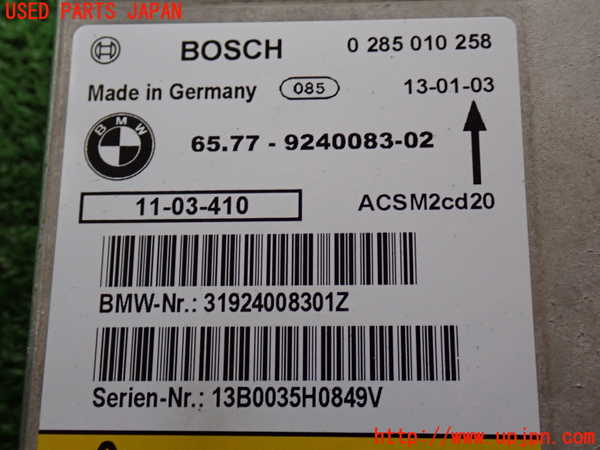 USED PARTS JAPAN
BOSCH 0 285 010 258
Made in Germany 085 13-01-03
BMW
65.77 - 9240083-02
11-03-410 ACSM2cd20
BMW-Nr.: 31924008301Z
Serien-Nr.: 13B0035H0849V
http://www.upjpn.com/